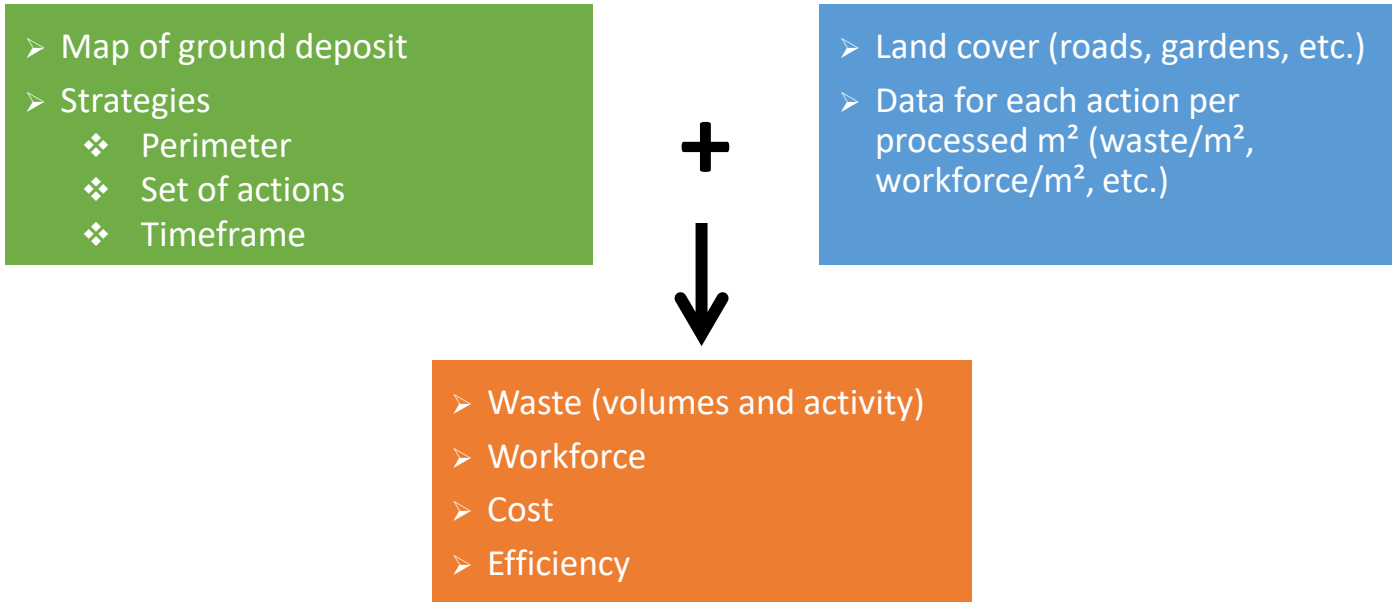 ➢ Map of ground deposit
➢ Strategies
❖ Perimeter
❖ Set of actions
❖ Timeframe
+
➢ Land cover (roads, gardens, etc.)
➢ Data for each action per
processed m² (waste/m²,
workforce/m², etc.)
➢ Waste (volumes and activity)
➢ Workforce
➢ Cost
➢ Efficiency